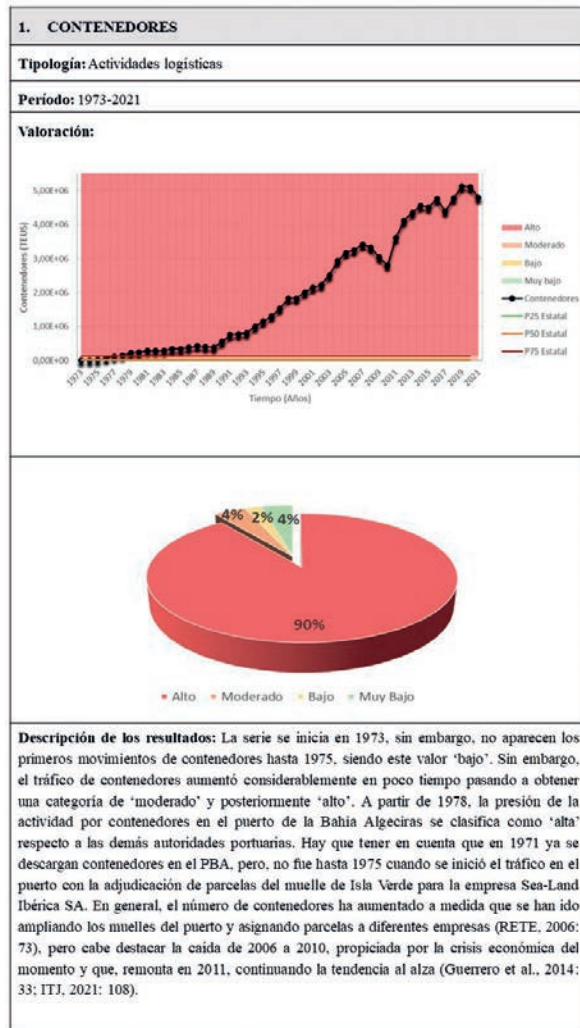 1. CONTENEDORES
Tipología: Actividades logísticas
Período: 1973-2021
Valoración:
Contenedores (TEUS)
5,00E+06
4,00E+06
3,00E+06
2,00E+06
1,00E+06
0,00E+00
1973
1975
1977
1979
1981
1983
1985
1987
1989
1991
1993
1995
1997
1999
2001
2003
2005
2007
2009
2011
2013
2015
2017
2019
2021
Tiempo (Años)
Alto
Moderado
Bajo
Muy bajo
Contenedores
P25 Estatal
P50 Estatal
P75 Estatal
4%
2%
4%
90%
Alto Moderado Bajo Muy Bajo
Descripción de los resultados: La serie se inicia en 1973, sin embargo, no aparecen los
primeros movimientos de contenedores hasta 1975, siendo este valor ‘bajo’. Sin embargo,
el tráfico de contenedores aumentó considerablemente en poco tiempo pasando a obtener
una categoría de ‘moderado’ y posteriormente ‘alto’. A partir de 1978, la presión de la
actividad por contenedores en el puerto de la Bahía Algeciras se clasifica como ‘alta’
respecto a las demás autoridades portuarias. Hay que tener en cuenta que en 1971 ya se
descargan contenedores en el PBA, pero, no fue hasta 1975 cuando se inició el tráfico en el
puerto con la adjudicación de parcelas del muelle de Isla Verde para la empresa Sea-Land
Ibérica SA. En general, el número de contenedores ha aumentado a medida que se han ido
ampliando los muelles del puerto y asignando parcelas a diferentes empresas (RETE, 2006:
73), pero cabe destacar la caída de 2006 a 2010, propiciada por la crisis económica del
momento y que, remonta en 2011, continuando la tendencia al alza (Guerrero et al., 2014:
33; ITJ, 2021: 108).